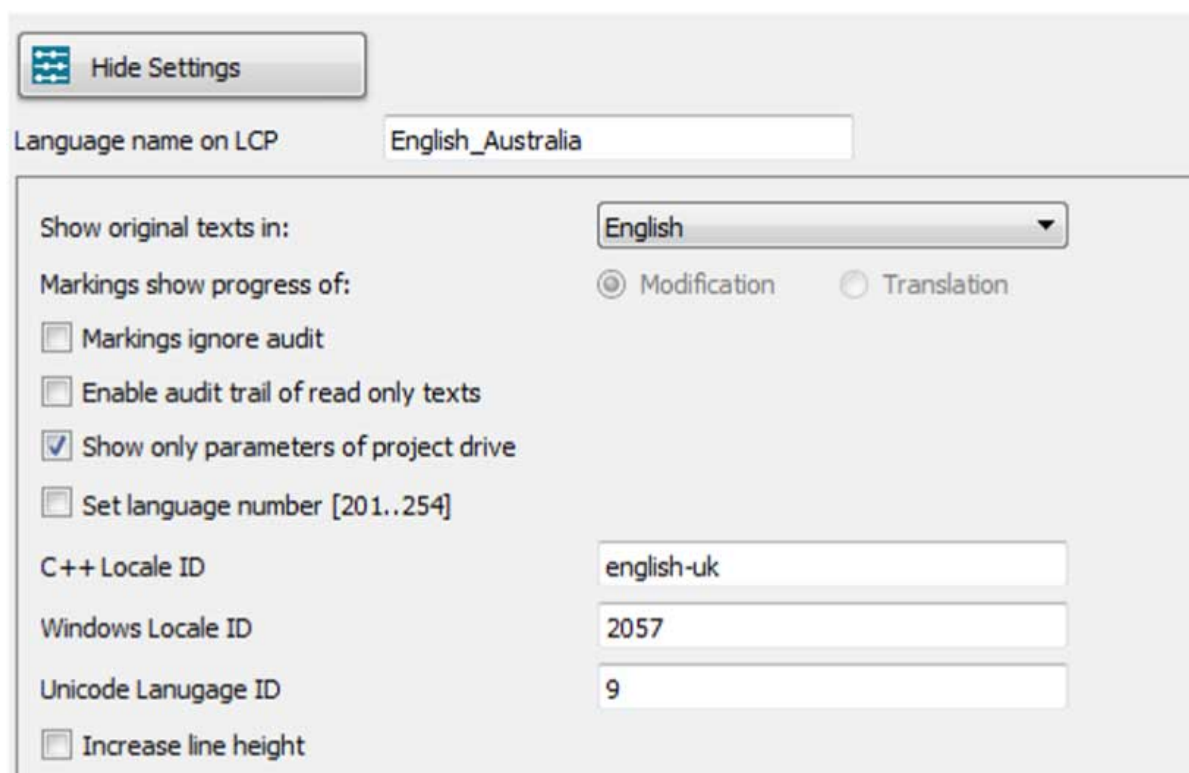 Hide Settings
Language name on LCP English_Australia
Show original texts in: English
Markings show progress of: Modification Translation
Markings ignore audit
Enable audit trail of read only texts
Show only parameters of project drive
Set language number [201..254]
C++ Locale ID english-uk
Windows Locale ID 2057
Unicode Lanugage ID 9
Increase line height